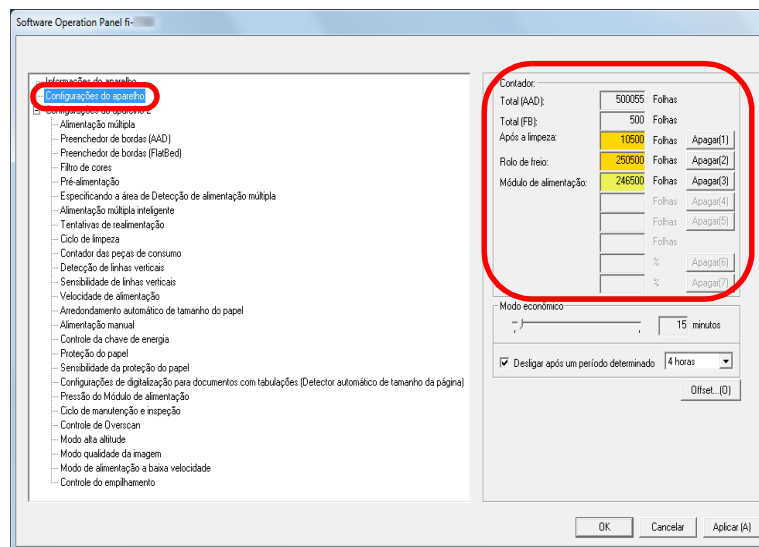 Software Operation Panel fi-
Informações do aparelho
Configurações do aparelho
Configurações do aparelho 2
Alimentação múltipla
Preenchedor de bordas (AAD)
Preenchedor de bordas (FlatBed)
Filtro de cores
Pré-alimentação
Especificando a área de Detecção de alimentação múltipla
Alimentação múltipla inteligente
Tentativas de realimentação
Ciclo de limpeza
Contador das peças de consumo
Detecção de linhas verticais
Sensibilidade de linhas verticais
Velocidade de alimentação
Arredondamento automático de tamanho do papel
Alimentação manual
Controle da chave de energia
Proteção do papel
Sensibilidade da proteção do papel
Configurações de digitalização para documentos com tabulações (Detector automático de tamanho da página)
Pressão do Módulo de alimentação
Ciclo de manutenção e inspeção
Controle de Overscan
Modo alta altitude
Modo qualidade da imagem
Modo de alimentação a baixa velocidade
Controle do empilhamento
Contador:
Total (AAD): 500055 Folhas
Total (FB): 500 Folhas
Após a limpeza: 10500 Folhas Apagar(1)
Rolo de freio: 250500 Folhas Apagar(2)
Módulo de alimentação: 246500 Folhas Apagar(3)
Folhas Apagar(4)
Folhas Apagar(5)
Folhas
% Apagar(6)
% Apagar(7)
Modo econômico
15 minutos
Desligar após um período determinado 4 horas
Offset...(O)
OK Cancelar Aplicar (A)